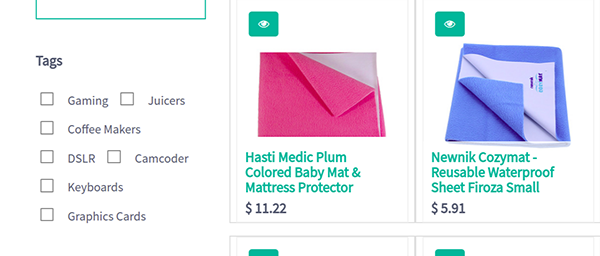 Tags
Gaming Juicers
Coffee Makers
DSLR Camcoder
Keyboards
Graphics Cards
Hasti Medic Plum
Colored Baby Mat &
Mattress Protector
$ 11.22
newnik
Newnik Cozymat -
Reusable Waterproof
Sheet Firoza Small
$ 5.91